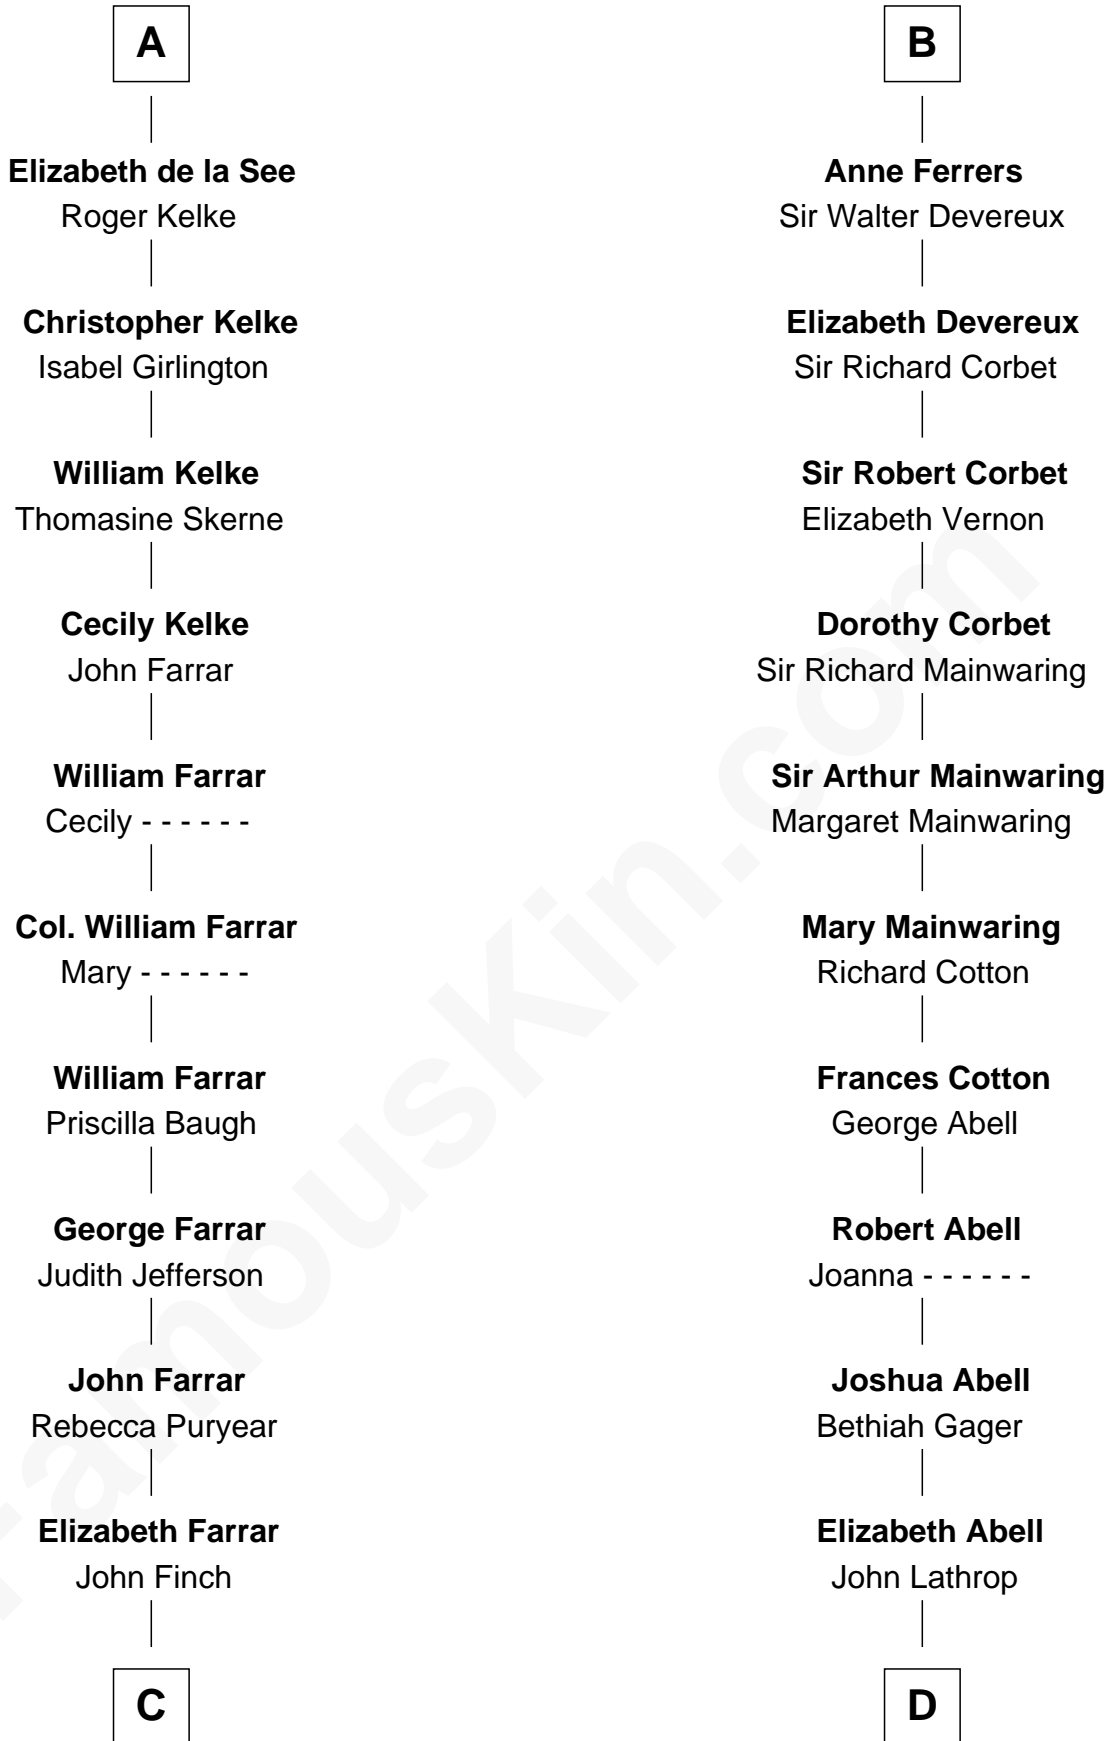 A
Elizabeth de la See
Roger Kelke
Christopher Kelke
Isabel Girlington
William Kelke
Thomasine Skerne
Cecily Kelke
John Farrar
William Farrar
Cecily - - - - - -
Col. William Farrar
Mary - - - - - -
William Farrar
Priscilla Baugh
George Farrar
Judith Jefferson
John Farrar
Rebecca Puryear
Elizabeth Farrar
John Finch
C
B
Anne Ferrers
Sir Walter Devereux
Elizabeth Devereux
Sir Richard Corbet
Sir Robert Corbet
Elizabeth Vernon
Dorothy Corbet
Sir Richard Mainwaring
Sir Arthur Mainwaring
Margaret Mainwaring
Mary Mainwaring
Richard Cotton
Frances Cotton
George Abell
Robert Abell
Joanna - - - - - -
Joshua Abell
Bethiah Gager
Elizabeth Abell
John Lathrop
D
FamousKin.com